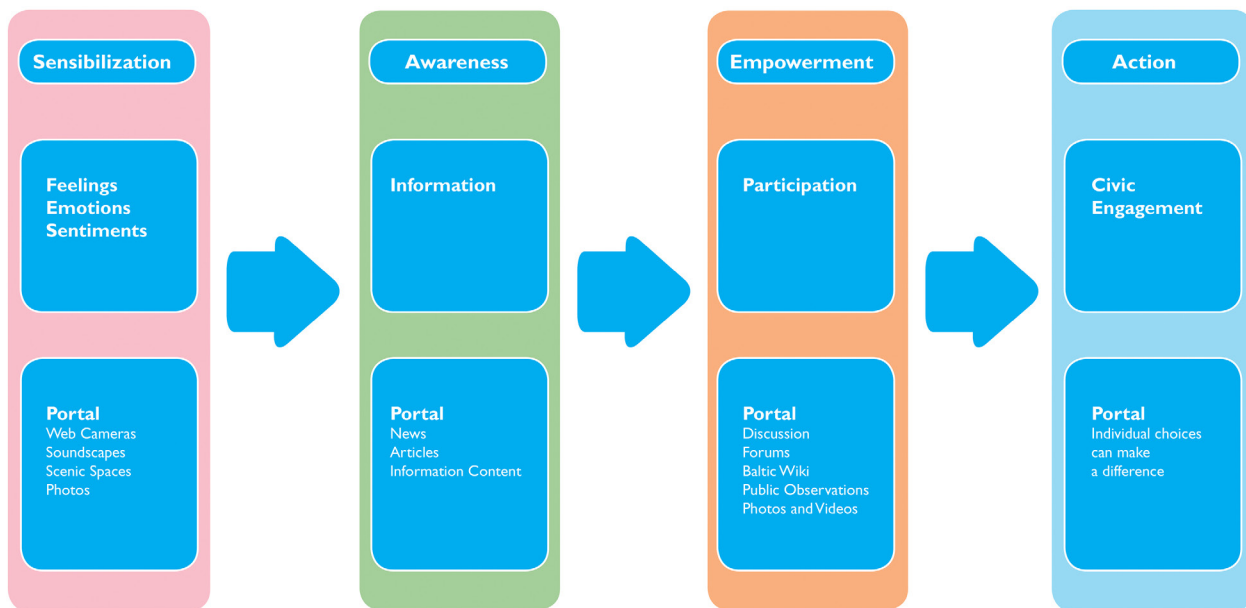 Sensibilization
Feelings
Emotions
Sentiments
Portal
Web Cameras
Soundscapes
Scenic Spaces
Photos
Awareness
Information
Portal
News
Articles
Information Content
Empowerment
Participation
Portal
Discussion
Forums
Baltic Wiki
Public Observations
Photos and Videos
Action
Civic
Engagement
Portal
Individual choices
can make
a difference